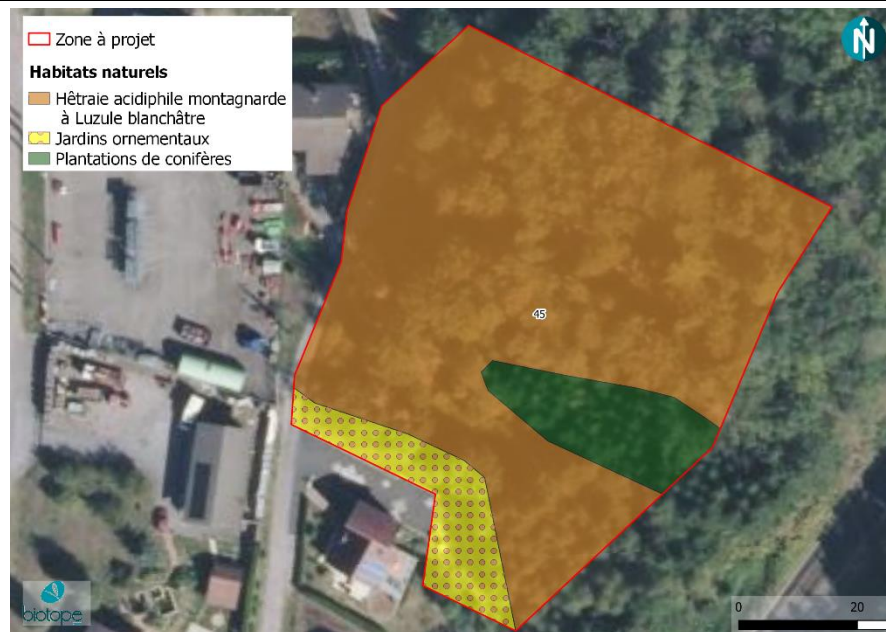 Zone à projet
Habitats naturels
Hêtraie acidiphile montagnarde
à Luzule blanchâtre
Jardins ornementaux
Plantations de conifères
N
45
biotope
0 20